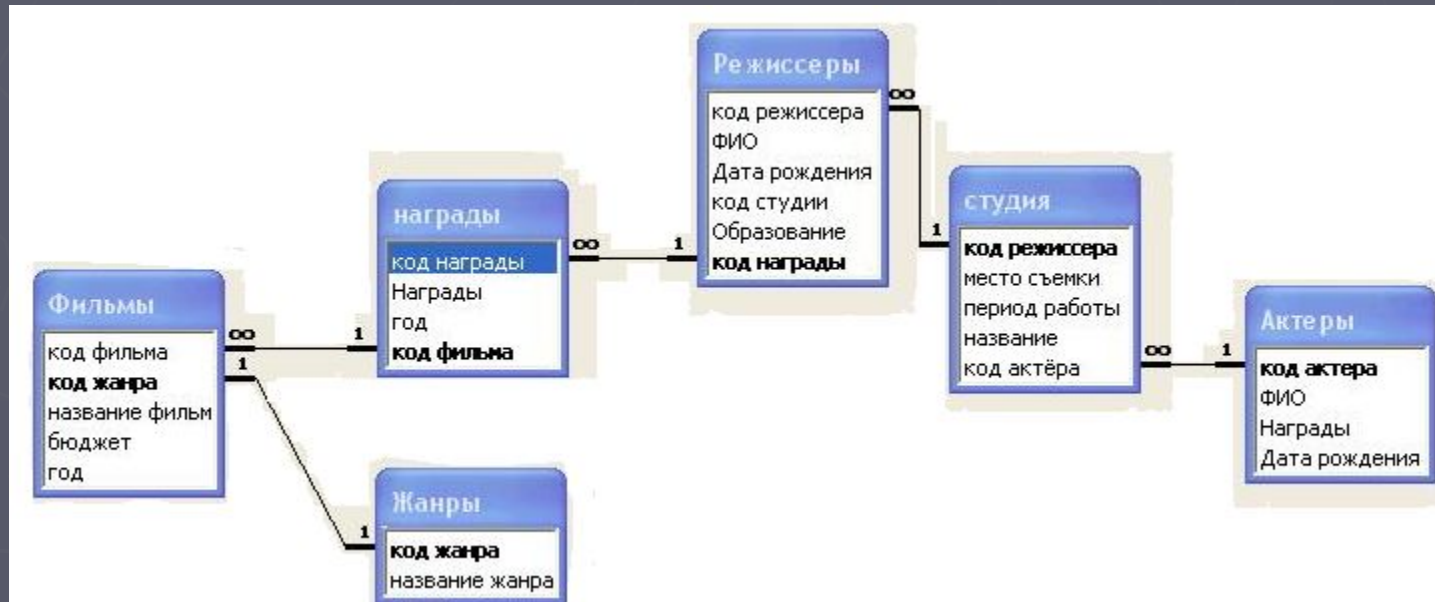 Фильмы
код фильма
код жанра
название фильм
бюджет
год
∞
1
1
награды
код награды
Награды
год
код фильма
∞
1
Режиссеры
код режиссера
ФИО
Дата рождения
код студии
Образование
код награды
∞
1
студия
код режиссера
место съемки
период работы
название
код актёра
∞
1
Актеры
код актера
ФИО
Награды
Дата рождения
1
Жанры
код жанра
название жанра